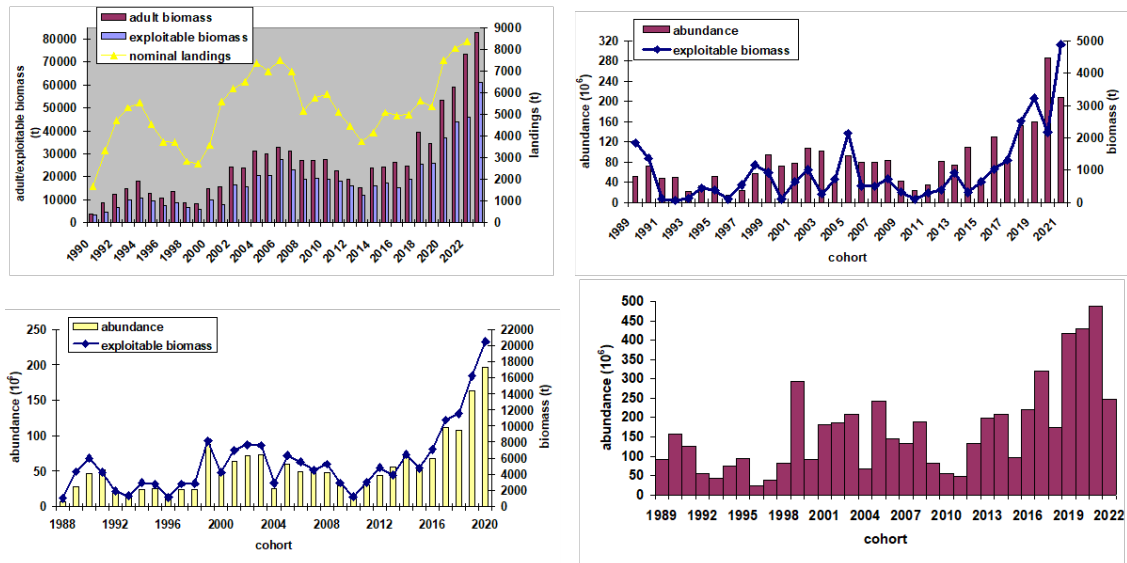 adult biomass
exploitable biomass
nominal landings
adult/exploitable biomass
(t)
80000
70000
60000
50000
40000
30000
20000
10000
0
9000
8000
7000
6000
5000
4000
3000
2000
1000
0
landings (t)
1990 1992 1994 1996 1998 2000 2002 2004 2006 2008 2010 2012 2014 2016 2018 2020 2022
abundance
exploitable biomass
abundance (10⁶)
320
280
240
200
160
120
80
40
0
5000
4000
3000
2000
1000
0
biomass (t)
1989 1991 1993 1995 1997 1999 2001 2003 2005 2007 2009 2011 2013 2015 2017 2019 2021
cohort
abundance
exploitable biomass
abundance (10⁶)
250
200
150
100
50
0
22000
20000
18000
16000
14000
12000
10000
8000
6000
4000
2000
0
biomass (t)
1988 1992 1996 2000 2004 2008 2012 2016 2020
cohort
abundance (10⁶)
500
450
400
350
300
250
200
150
100
50
0
1989 1992 1995 1998 2001 2004 2007 2010 2013 2016 2019 2022
cohort